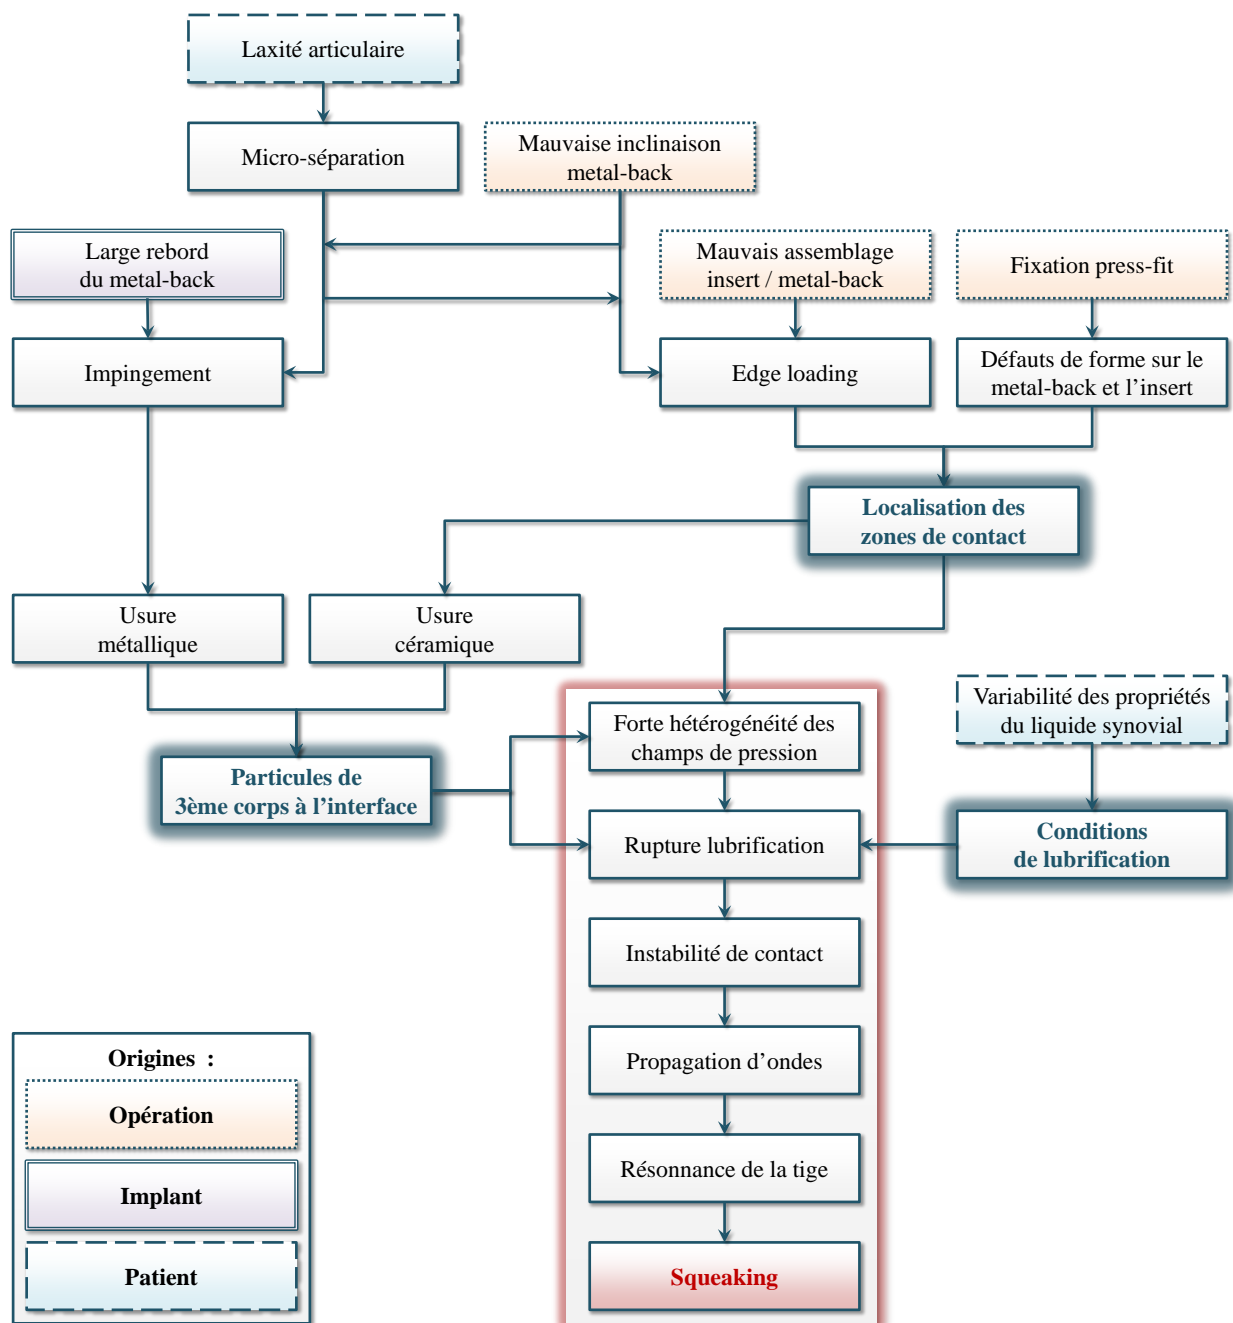 Laxité articulaire
Micro-séparation
Mauvaise inclinaison
metal-back
Large rebord
du metal-back
Mauvais assemblage
insert / metal-back
Fixation press-fit
Impingement
Edge loading
Défauts de forme sur le
metal-back et l’insert
Localisation des
zones de contact
Usure
métallique
Usure
céramique
Variabilité des propriétés
du liquide synovial
Forte hétérogénéité des
champs de pression
Particules de
3ème corps à l’interface
Rupture lubrification
Conditions
de lubrification
Instabilité de contact
Propagation d’ondes
Résonnance de la tige
Squeaking
Origines :
Opération
Implant
Patient